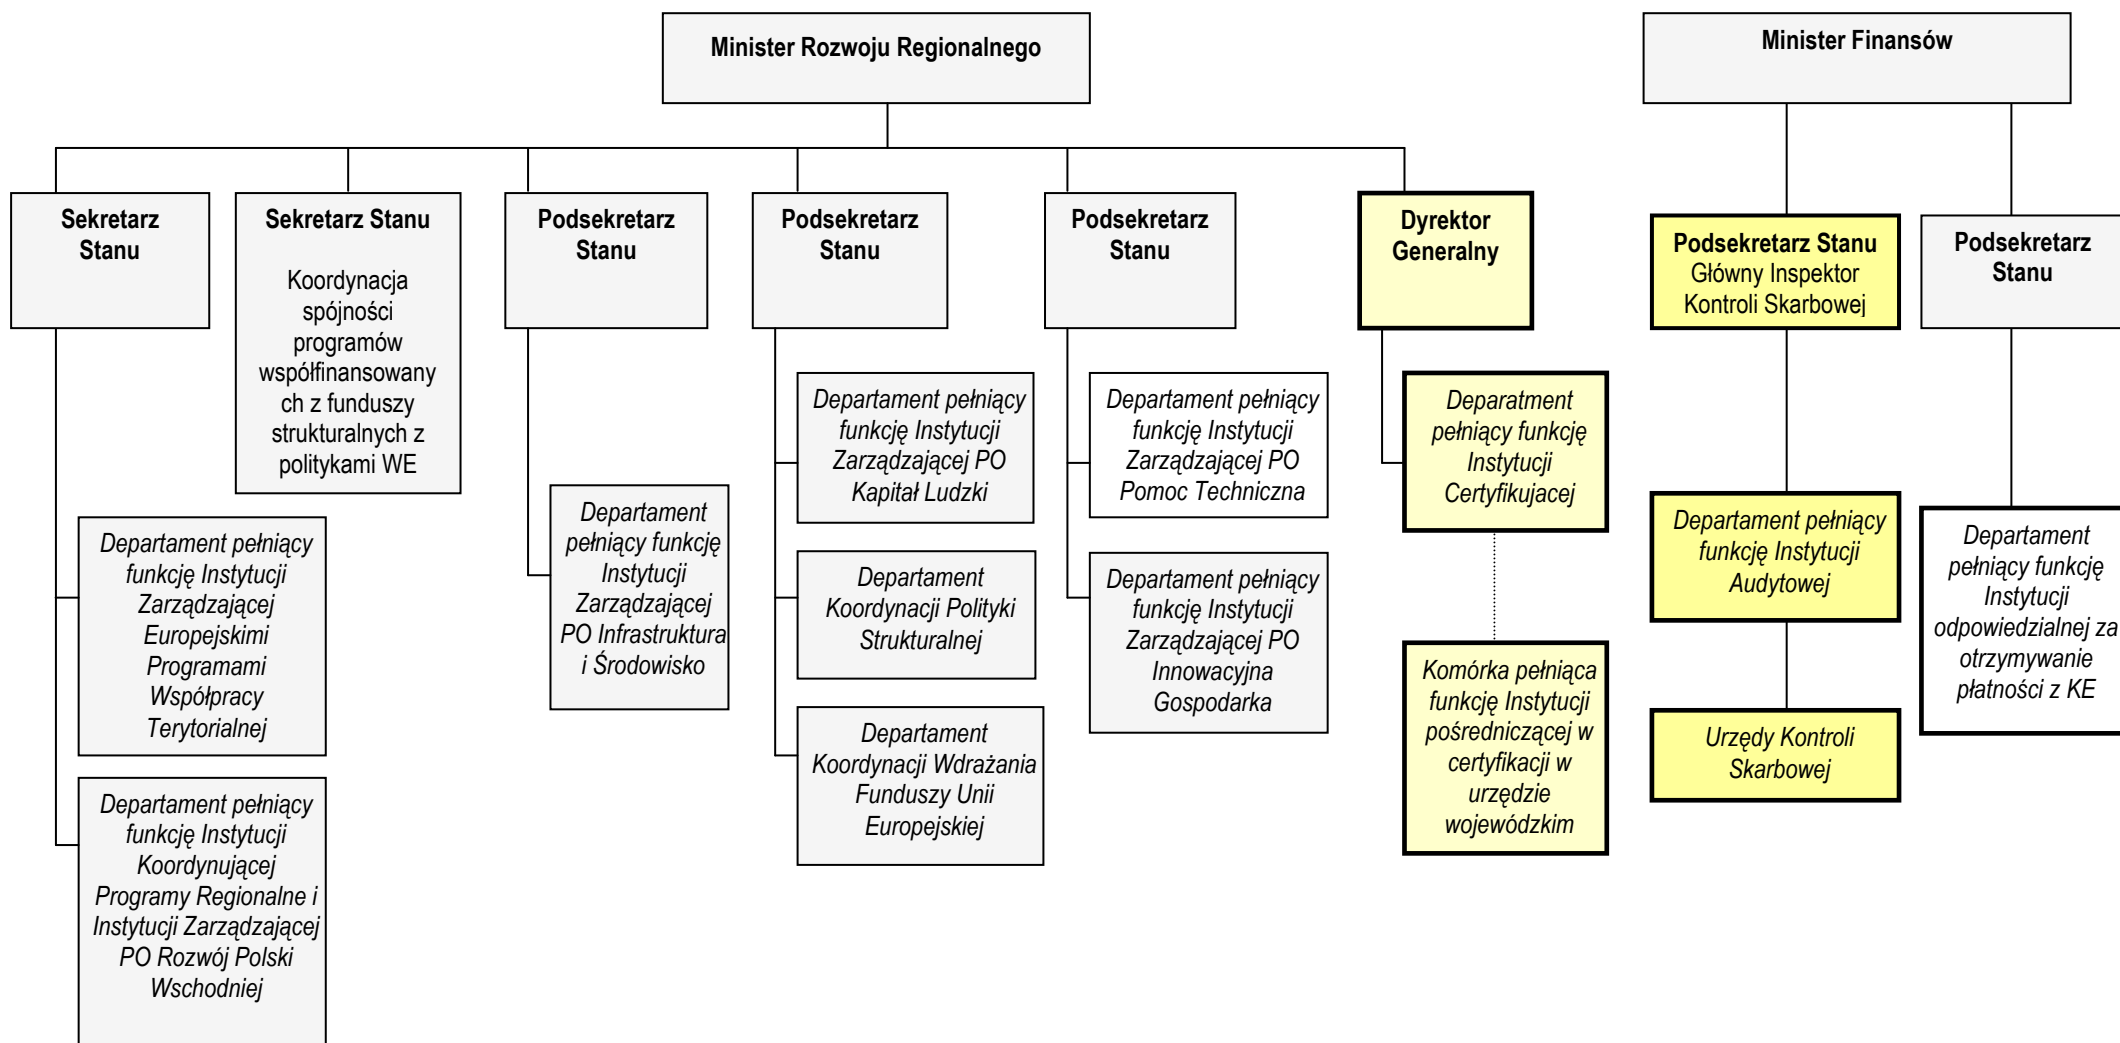 Minister Rozwoju Regionalnego
Minister Finansów
Sekretarz
Stanu
Sekretarz Stanu
Koordynacja
spójności
programów
współfinansowany
ch z funduszy
strukturalnych z
politykami WE
Podsekretarz
Stanu
Podsekretarz
Stanu
Podsekretarz
Stanu
Dyrektor
Generalny
Podsekretarz Stanu
Główny Inspektor
Kontroli Skarbowej
Podsekretarz
Stanu
Departament pełniący
funkcję Instytucji
Zarządzającej
Europejskimi
Programami
Współpracy
Terytorialnej
Departament pełniący
funkcję Instytucji
Koordynującej
Programy Regionalne i
Instytucji Zarządzającej
PO Rozwój Polski
Wschodniej
Departament
pełniący funkcję
Instytucji
Zarządzającej
PO Infrastruktura
i Środowisko
Departament pełniący
funkcję Instytucji
Zarządzającej PO
Kapitał Ludzki
Departament
Koordynacji Polityki
Strukturalnej
Departament
Koordynacji Wdrażania
Funduszy Unii
Europejskiej
Departament pełniący
funkcję Instytucji
Zarządzającej PO
Pomoc Techniczna
Departament pełniący
funkcję Instytucji
Zarządzającej PO
Innowacyjna
Gospodarka
Deparatment
pełniący funkcję
Instytucji
Certyfikujacej
Komórka pełniąca
funkcję Instytucji
pośredniczącej w
certyfikacji w
urzędzie
wojewódzkim
Departament pełniący
funkcję Instytucji
Audytowej
Urzędy Kontroli
Skarbowej
Departament
pełniący funkcję
Instytucji
odpowiedzialnej za
otrzymywanie
płatności z KE